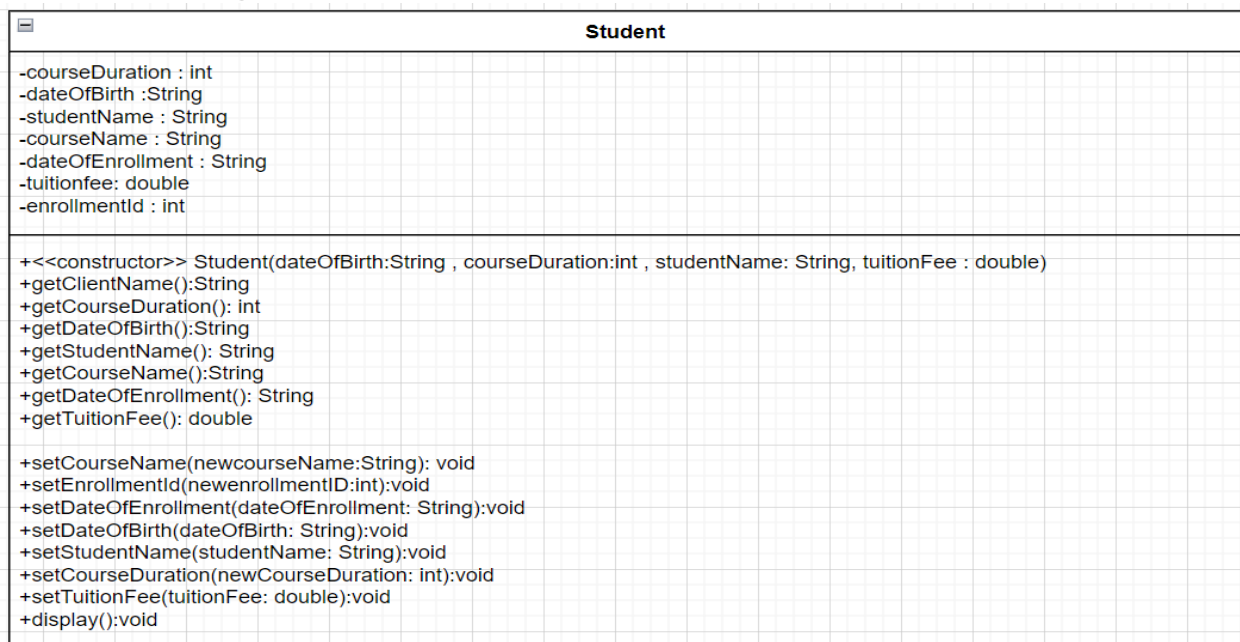 Student
-courseDuration : int
-dateOfBirth :String
-studentName : String
-courseName : String
-dateOfEnrollment : String
-tuitionfee: double
-enrollmentId : int
+<<constructor>> Student(dateOfBirth:String , courseDuration:int , studentName: String, tuitionFee : double)
+getClientName():String
+getCourseDuration(): int
+getDateOfBirth():String
+getStudentName(): String
+getCourseName():String
+getDateOfEnrollment(): String
+getTuitionFee(): double
+setCourseName(newcourseName:String): void
+setEnrollmentId(newenrollmentID:int):void
+setDateOfEnrollment(dateOfEnrollment: String):void
+setDateOfBirth(dateOfBirth: String):void
+setStudentName(studentName: String):void
+setCourseDuration(newCourseDuration: int):void
+setTuitionFee(tuitionFee: double):void
+display():void